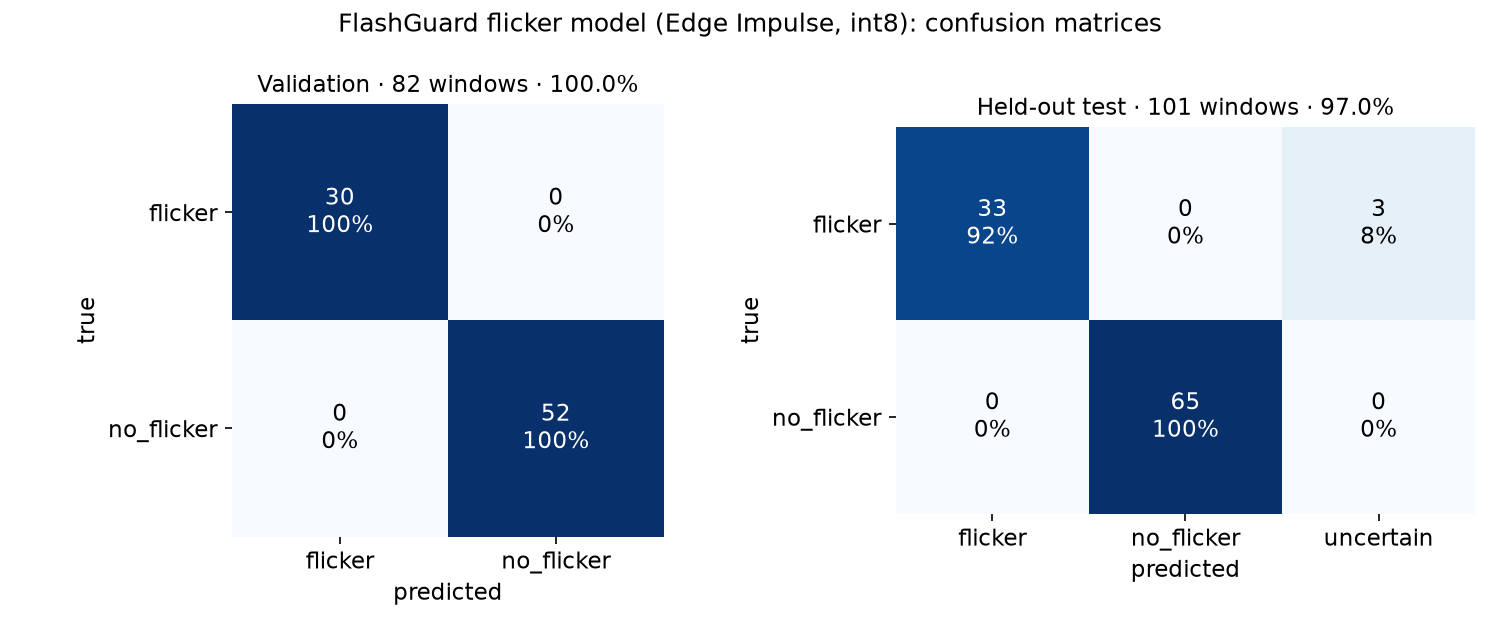 FlashGuard flicker model (Edge Impulse, int8): confusion matrices
Validation · 82 windows · 100.0%
true
flicker
30
100%
0
0%
no_flicker
0
0%
52
100%
flicker
no_flicker
predicted
Held-out test · 101 windows · 97.0%
true
flicker
33
92%
0
0%
3
8%
no_flicker
0
0%
65
100%
0
0%
flicker
no_flicker
uncertain
predicted